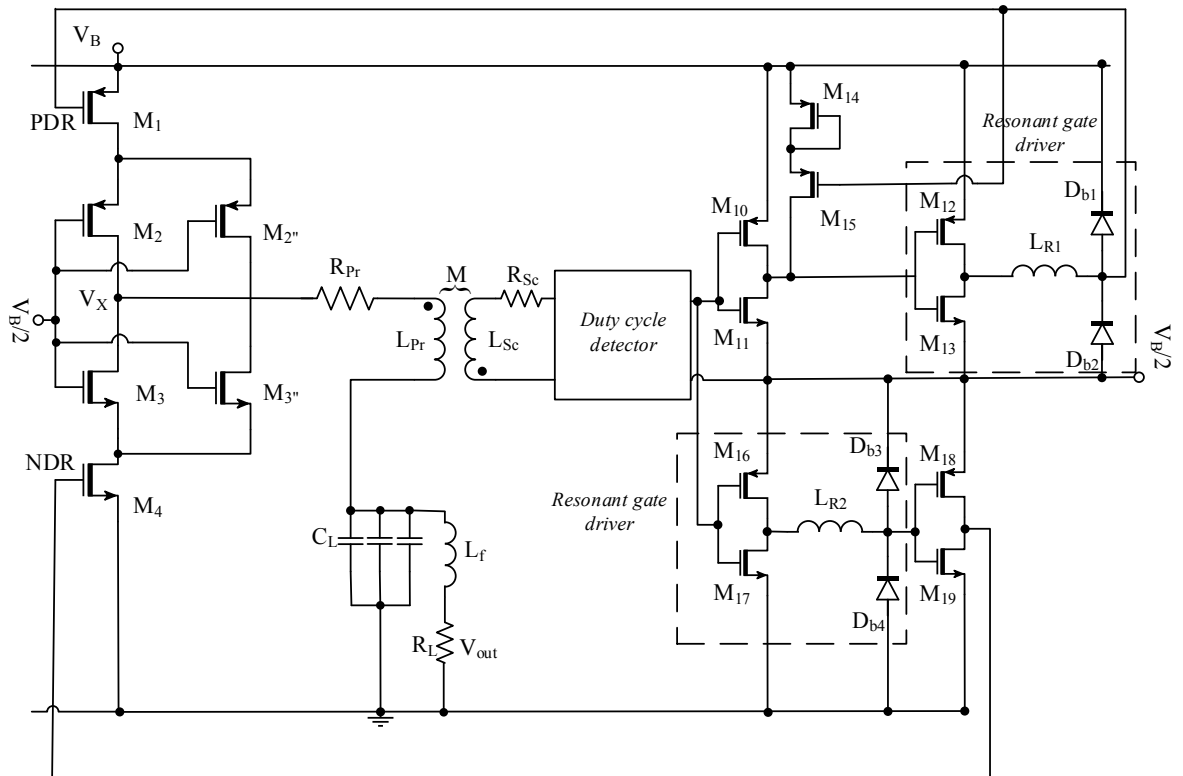 V_B
PDR
M_1
M_2
M_2"
V_B/2
V_X
M_3
M_3"
NDR
M_4
R_Pr
M
R_Sc
L_Pr
L_Sc
Duty cycle
detector
C_L
L_f
R_L
V_out
M_14
M_15
M_10
M_11
Resonant gate
driver
M_12
M_13
L_R1
D_b1
D_b2
V_B/2
Resonant gate
driver
M_16
M_17
L_R2
D_b3
D_b4
M_18
M_19